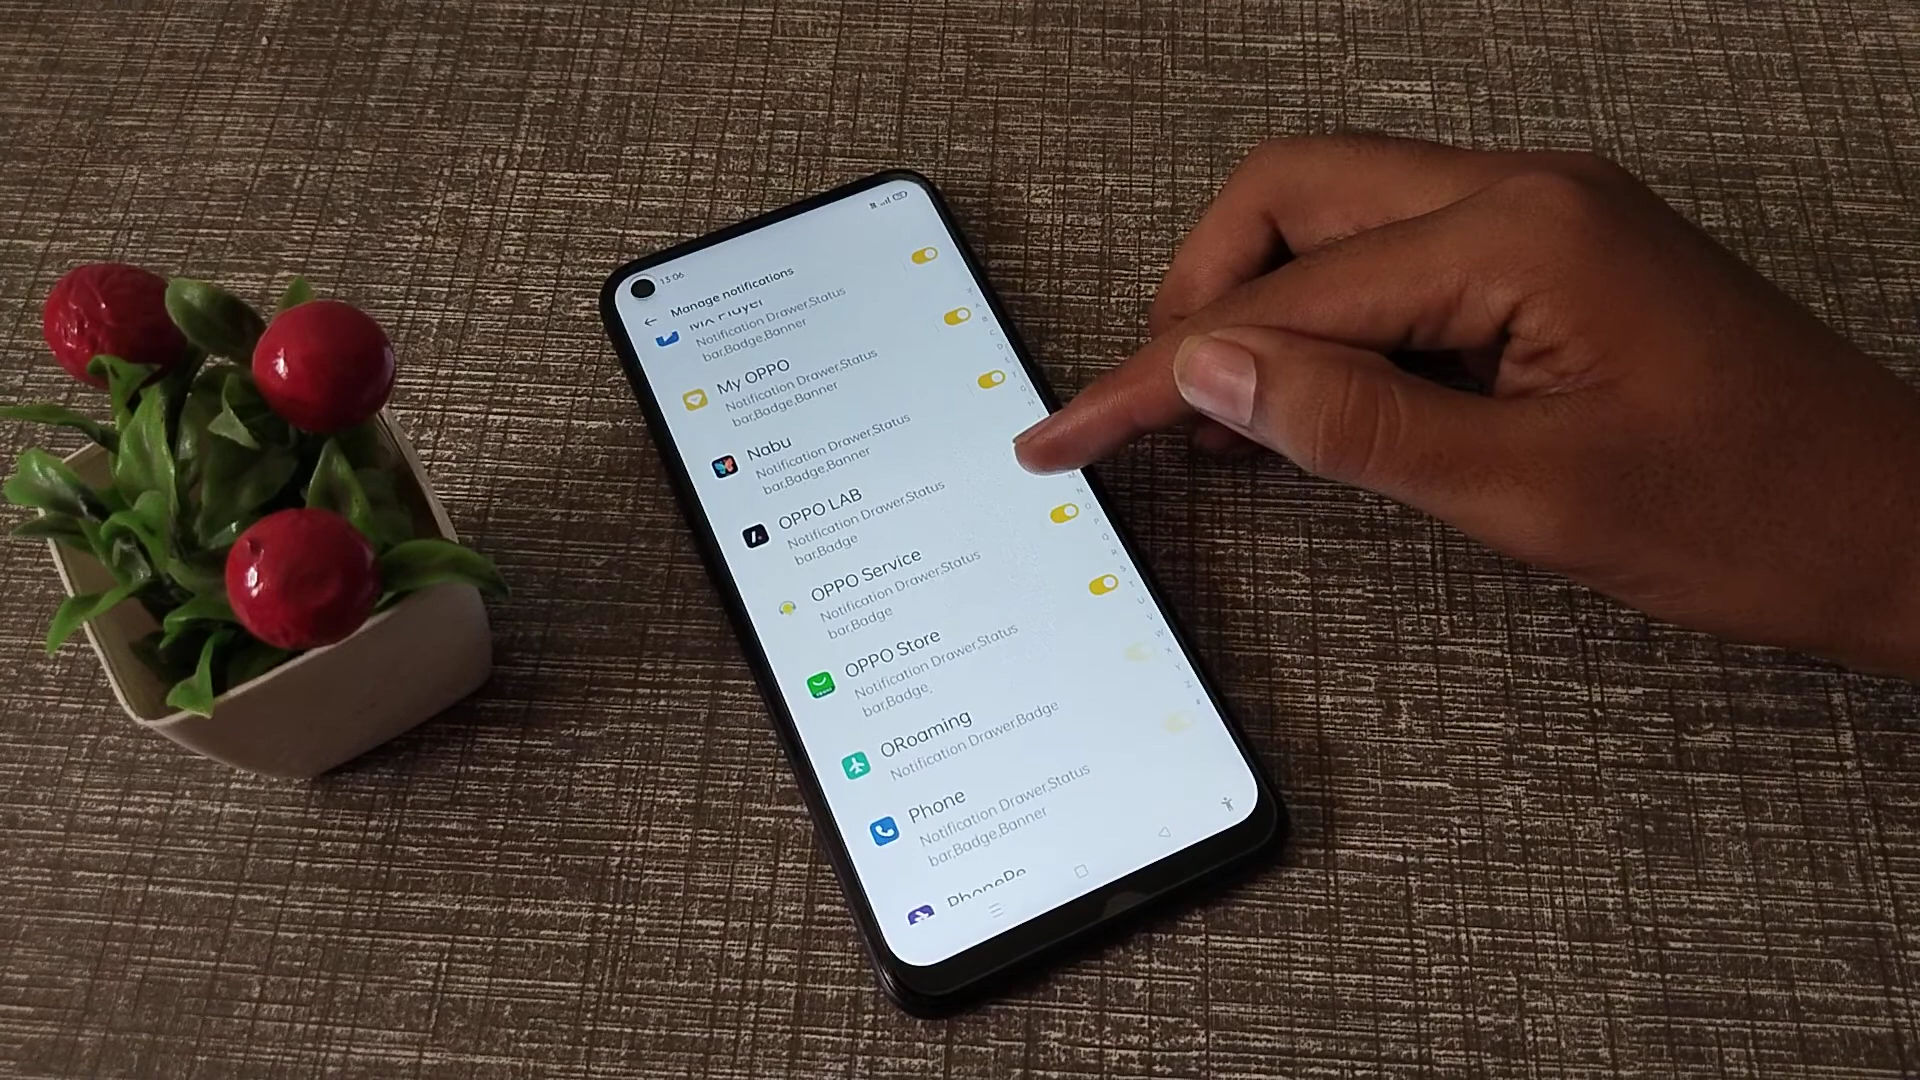 13:06
Manage notifications
MX Player
Notification Drawer,Status
bar,Badge,Banner
My OPPO
Notification Drawer,Status
bar,Badge,Banner
Nabu
Notification Drawer,Status
bar,Badge,Banner
OPPO LAB
Notification Drawer,Status
bar,Badge
OPPO Service
Notification Drawer,Status
bar,Badge
OPPO Store
Notification Drawer,Status
bar,Badge,
ORoaming
Notification Drawer,Badge
Phone
Notification Drawer,Status
bar,Badge,Banner
PhonePe